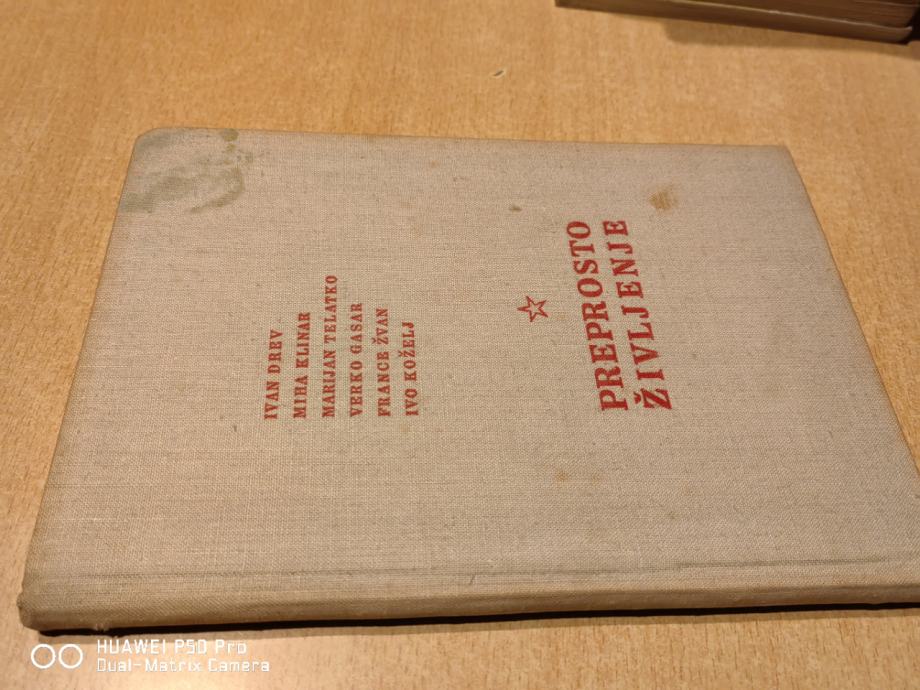 IVAN DREV
MIHA KLINAR
MARIJAN TELATKO
VERKO GASAR
FRANCE ŽVAN
IVO KOŽELJ
PREPROSTO
ŽIVLJENJE
HUAWEI P50 Pro
Dual-Matrix Camera